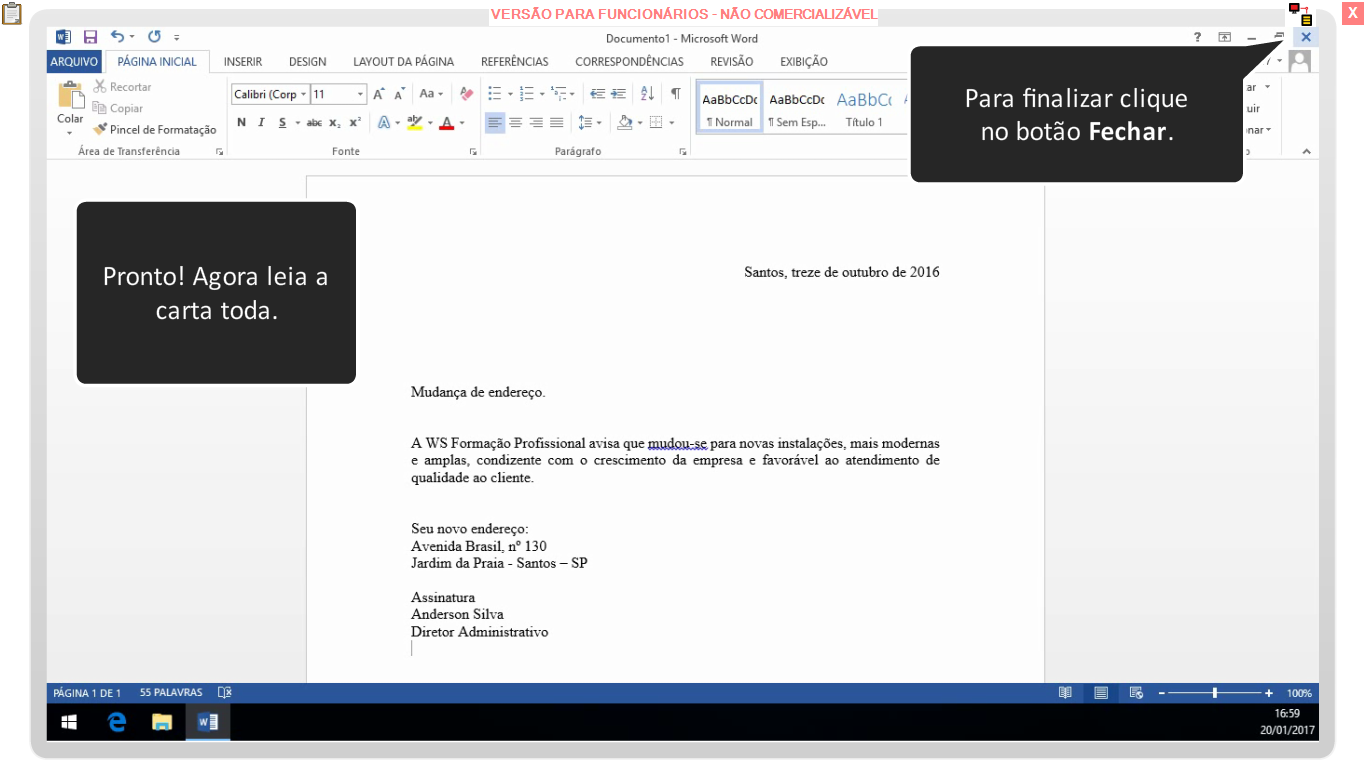 VERSÃO PARA FUNCIONÁRIOS - NÃO COMERCIALIZÁVEL
X
Documento1 - Microsoft Word
?
ARQUIVO PÁGINA INICIAL INSERIR DESIGN LAYOUT DA PÁGINA REFERÊNCIAS CORRESPONDÊNCIAS REVISÃO EXIBIÇÃO
Para finalizar clique
no botão Fechar.
Colar
Recortar
Copiar
Pincel de Formatação
Área de Transferência
Calibri (Corp 11
Aa
N I S abc x₂ x²
Fonte
Parágrafo
AaBbCcDc AaBbCcDc AaBbCc
¶ Normal ¶ Sem Esp... Título 1
Pronto! Agora leia a
carta toda.
Santos, treze de outubro de 2016
Mudança de endereço.
A WS Formação Profissional avisa que mudou-se para novas instalações, mais modernas
e amplas, condizente com o crescimento da empresa e favorável ao atendimento de
qualidade ao cliente.
Seu novo endereço:
Avenida Brasil, nº 130
Jardim da Praia - Santos – SP
Assinatura
Anderson Silva
Diretor Administrativo
PÁGINA 1 DE 1 55 PALAVRAS
100%
16:59
20/01/2017